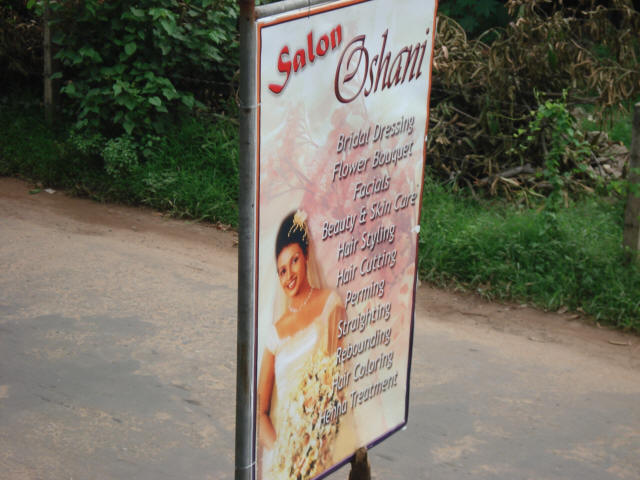 Salon Oshani
Bridal Dressing
Flower Bouquet
Facials
Beauty & Skin Care
Hair Styling
Hair Cutting
Perming
Straighting
Rebounding
Hair Coloring
Henna Treatment